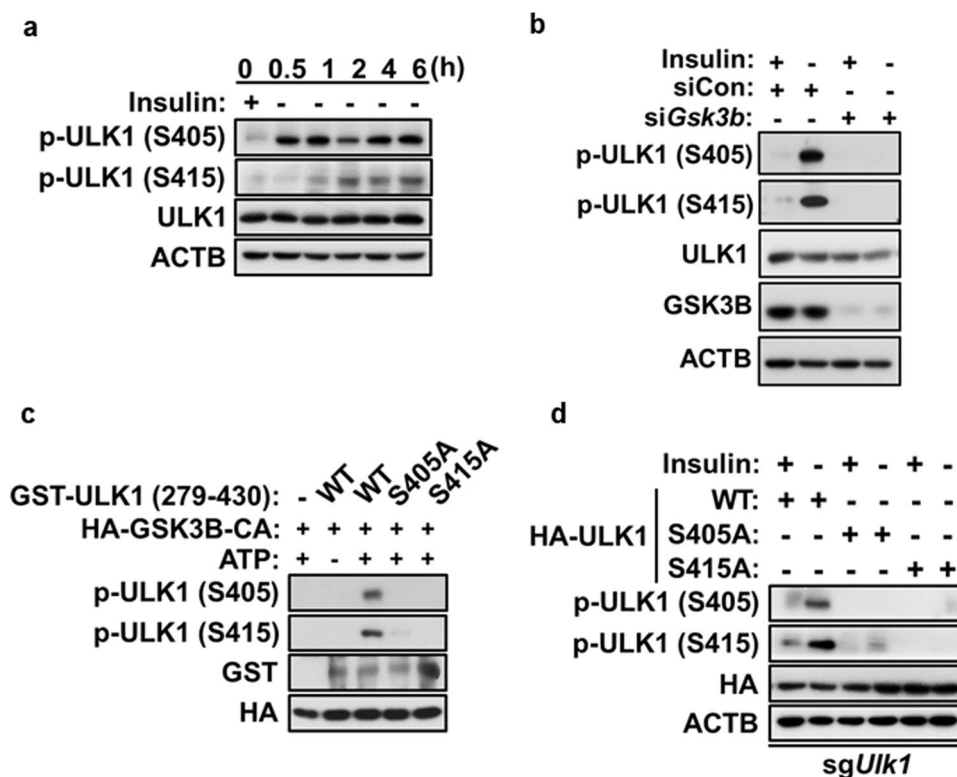 a
0 0.5 1 2 4 6 (h)
Insulin: + - - - - -
p-ULK1 (S405)
p-ULK1 (S415)
ULK1
ACTB
b
Insulin: + - + -
siCon: + + - -
siGsk3b: - - + +
p-ULK1 (S405)
p-ULK1 (S415)
ULK1
GSK3B
ACTB
c
GST-ULK1 (279-430): - WT WT S405A S415A
HA-GSK3B-CA: + + + + +
ATP: + - + + +
p-ULK1 (S405)
p-ULK1 (S415)
GST
HA
d
Insulin: + - + - + -
HA-ULK1
WT: + + - - - -
S405A: - - + + - -
S415A: - - - - + +
p-ULK1 (S405)
p-ULK1 (S415)
HA
ACTB
sgUlk1